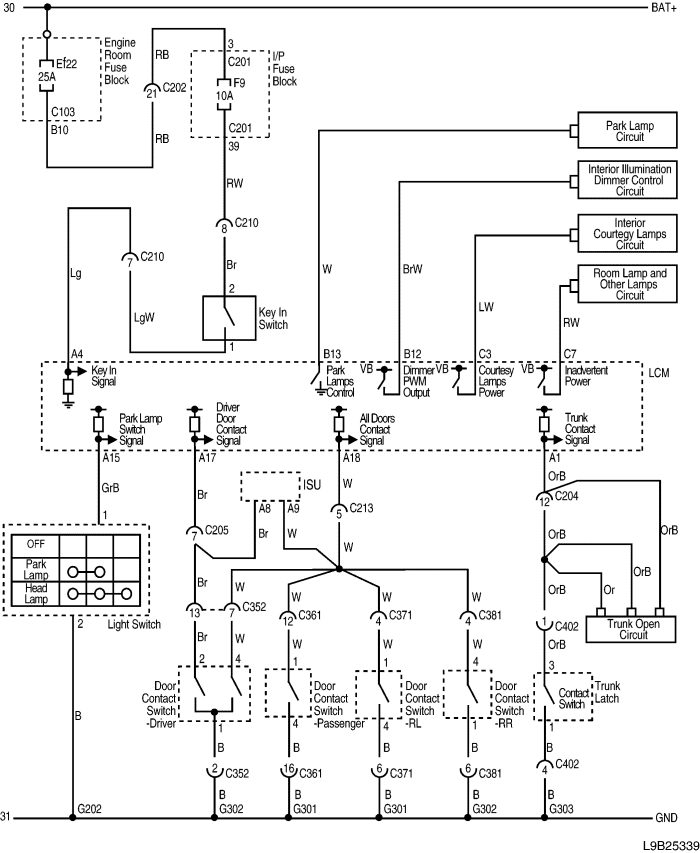 30
BAT+
Engine
Room
Fuse
Block
Ef22
25A
C103
B10
RB
C202
21
RB
3
C201
F9
10A
C201
39
I/P
Fuse
Block
RW
C210
8
Br
2
Key In
Switch
1
C210
7
Lg
LgW
Park Lamp
Circuit
Interior Illumination
Dimmer Control
Circuit
Interior
Courtegy Lamps
Circuit
Room Lamp and
Other Lamps
Circuit
W
BrW
LW
RW
A4
B13
B12
C3
C7
LCM
Key In
Signal
Park
Lamps
Control
VB
Dimmer
PWM
Output
VB
Courtesy
Lamps
Power
VB
Inadvertent
Power
Park Lamp
Switch
Signal
Driver
Door
Contact
Signal
All Doors
Contact
Signal
Trunk
Contact
Signal
A15
A17
A18
A1
GrB
1
Br
ISU
A8
A9
Br
W
W
C213
5
W
OrB
C204
12
OrB
OrB
OFF
Park
Lamp
Head
Lamp
Light Switch
2
C205
7
Br
OrB
Or
OrB
13
7
C352
W
12
C361
W
4
C371
W
4
C381
W
1
C402
Trunk Open
Circuit
Br
W
W
W
W
OrB
2
4
1
1
4
3
Door
Contact
Switch
-Driver
Door
Contact
Switch
-Passenger
Door
Contact
Switch
-RL
Door
Contact
Switch
-RR
Contact
Switch
Trunk
Latch
1
4
4
1
1
B
B
B
B
B
B
2
C352
16
C361
6
C371
6
C381
4
C402
B
B
B
B
B
31
G202
G302
G301
G301
G302
G303
GND
L9B25339